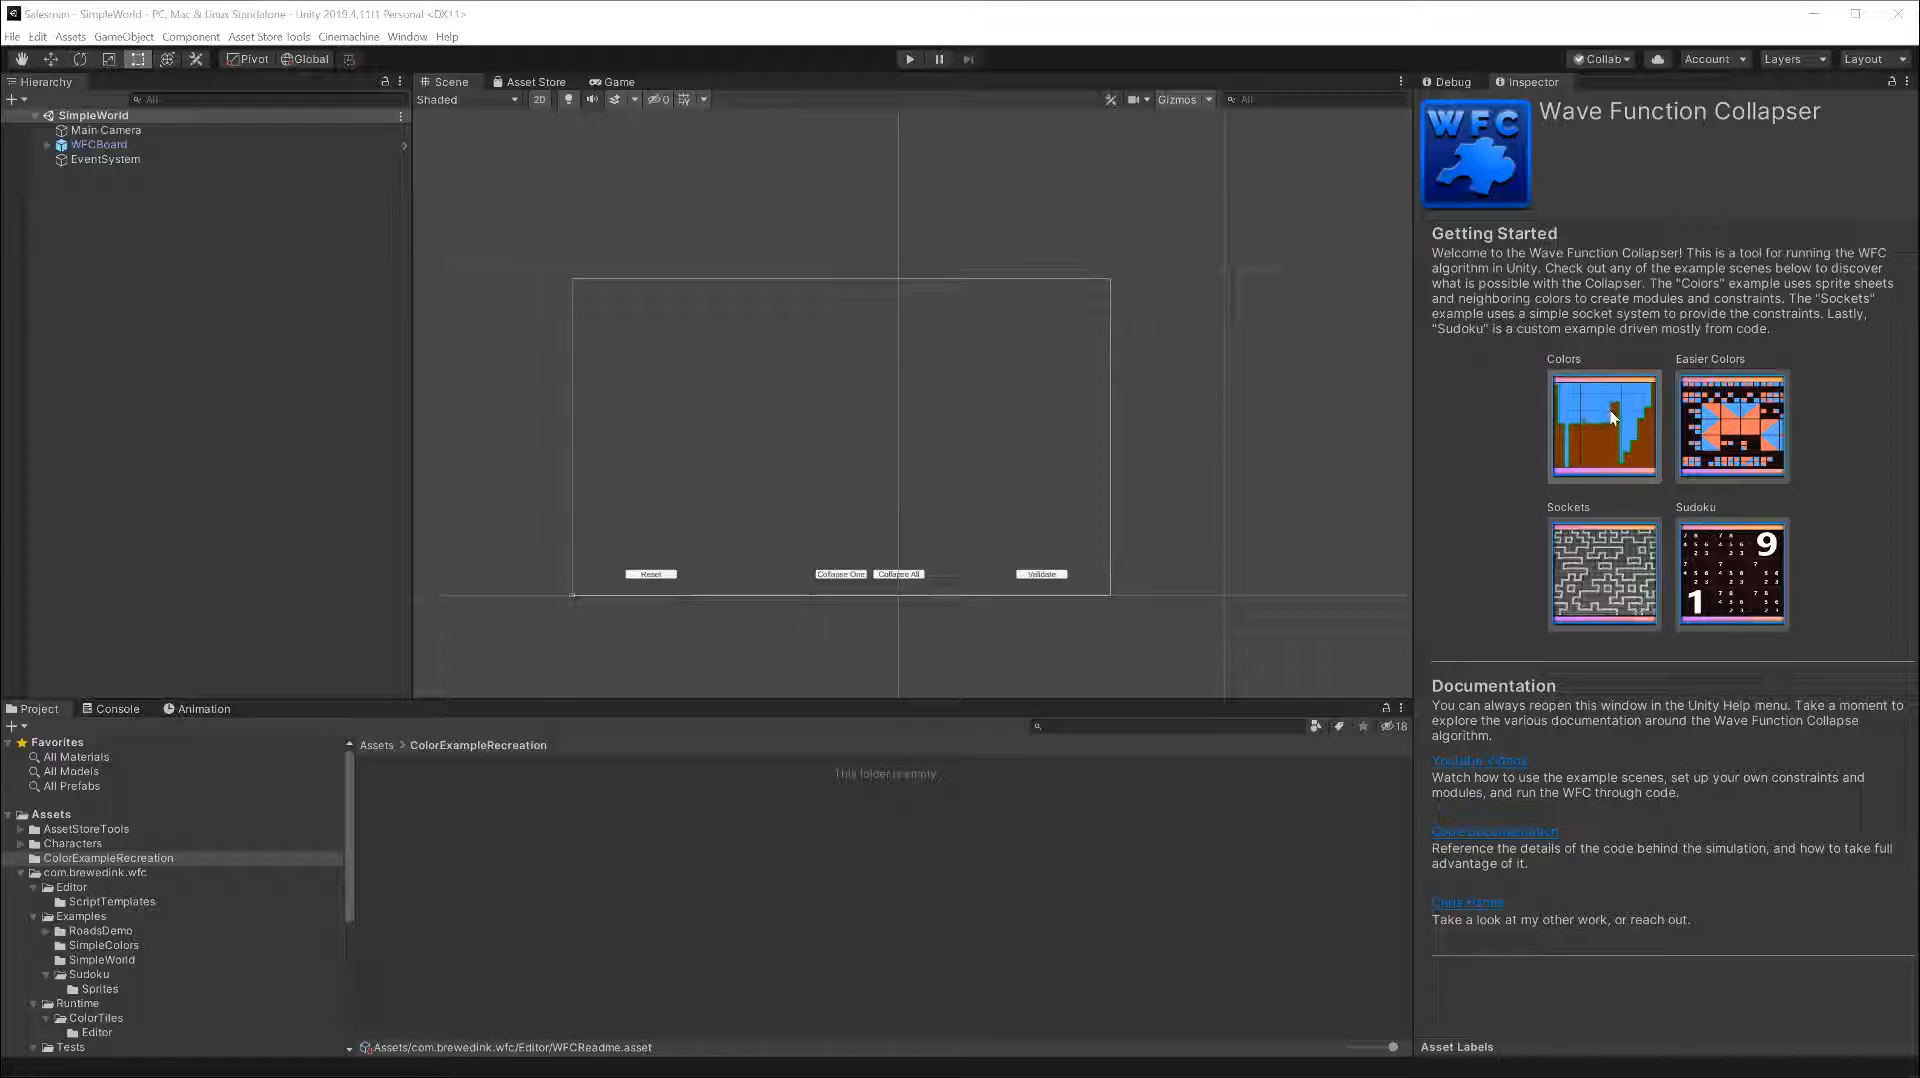 Salesman - SimpleWorld - PC, Mac & Linux Standalone - Unity 2019.4.11f1 Personal <DX11>
File Edit Assets GameObject Component Asset Store Tools Cinemachine Window Help
Pivot Global Collab Account Layers Layout
Hierarchy
All
SimpleWorld
Main Camera
WFCBoard
EventSystem
Scene Asset Store Game
Shaded 2D 0 Gizmos All
Reset Collapse One Collapse All Validate
Debug Inspector
WFC
Wave Function Collapser
Getting Started
Welcome to the Wave Function Collapser! This is a tool for running the WFC
algorithm in Unity. Check out any of the example scenes below to discover
what is possible with the Collapser. The "Colors" example uses sprite sheets
and neighboring colors to create modules and constraints. The "Sockets"
example uses a simple socket system to provide the constraints. Lastly,
"Sudoku" is a custom example driven mostly from code.
Colors Easier Colors
Sockets Sudoku
9
1
Documentation
You can always reopen this window in the Unity Help menu. Take a moment to
explore the various documentation around the Wave Function Collapse
algorithm.
Youtube Videos
Watch how to use the example scenes, set up your own constraints and
modules, and run the WFC through code.
Code Documentation
Reference the details of the code behind the simulation, and how to take full
advantage of it.
Take a look at my other work, or reach out.
Asset Labels
Project Console Animation
18
Favorites
All Materials
All Models
All Prefabs
Assets
AssetStoreTools
Characters
ColorExampleRecreation
com.brewedink.wfc
Editor
ScriptTemplates
Examples
RoadsDemo
SimpleColors
SimpleWorld
Sudoku
Sprites
Runtime
ColorTiles
Editor
Tests
Assets > ColorExampleRecreation
This folder is empty
Assets/com.brewedink.wfc/Editor/WFCReadme.asset